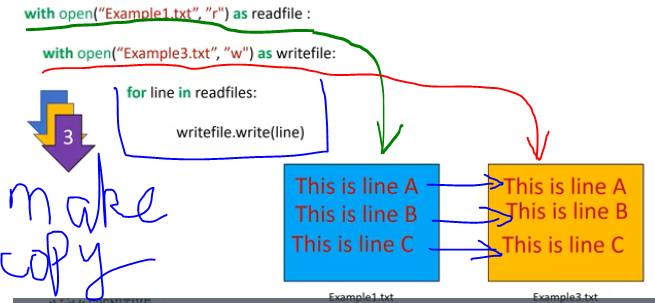 with open(“Example1.txt”, ”r") as readfile :
with open(“Example3.txt”, ”w”) as writefile:
for line in readfiles:
writefile.write(line)
3
make
copy
This is line A
This is line B
This is line C
This is line A
This is line B
This is line C
Example1.txt
Example3.txt